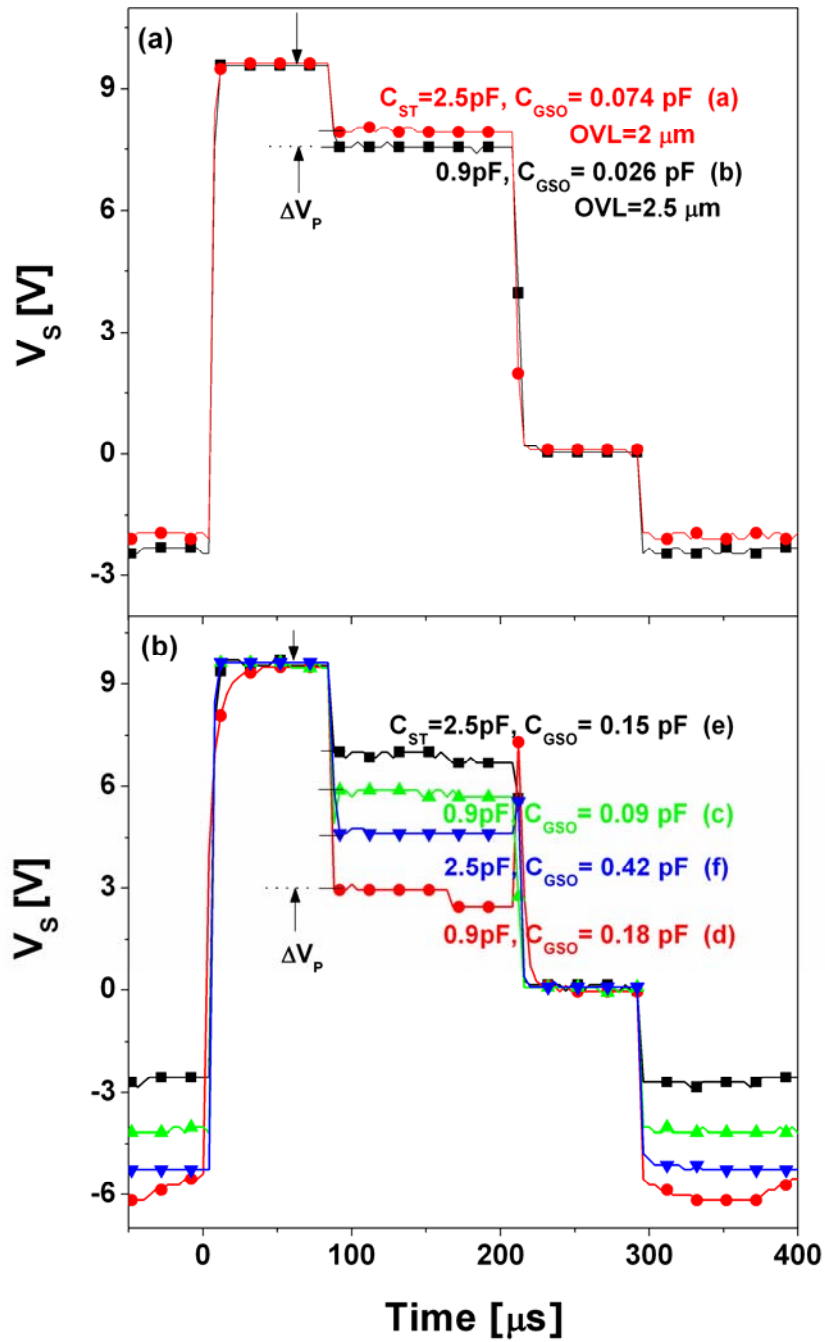 (a)
9
6
3
0
-3
V_S [V]
C_ST=2.5pF, C_GSO= 0.074 pF (a)
OVL=2 μm
0.9pF, C_GSO= 0.026 pF (b)
OVL=2.5 μm
ΔV_P
(b)
9
6
3
0
-3
-6
V_S [V]
C_ST=2.5pF, C_GSO= 0.15 pF (e)
0.9pF, C_GSO= 0.09 pF (c)
2.5pF, C_GSO= 0.42 pF (f)
0.9pF, C_GSO= 0.18 pF (d)
ΔV_P
0 100 200 300 400
Time [μs]